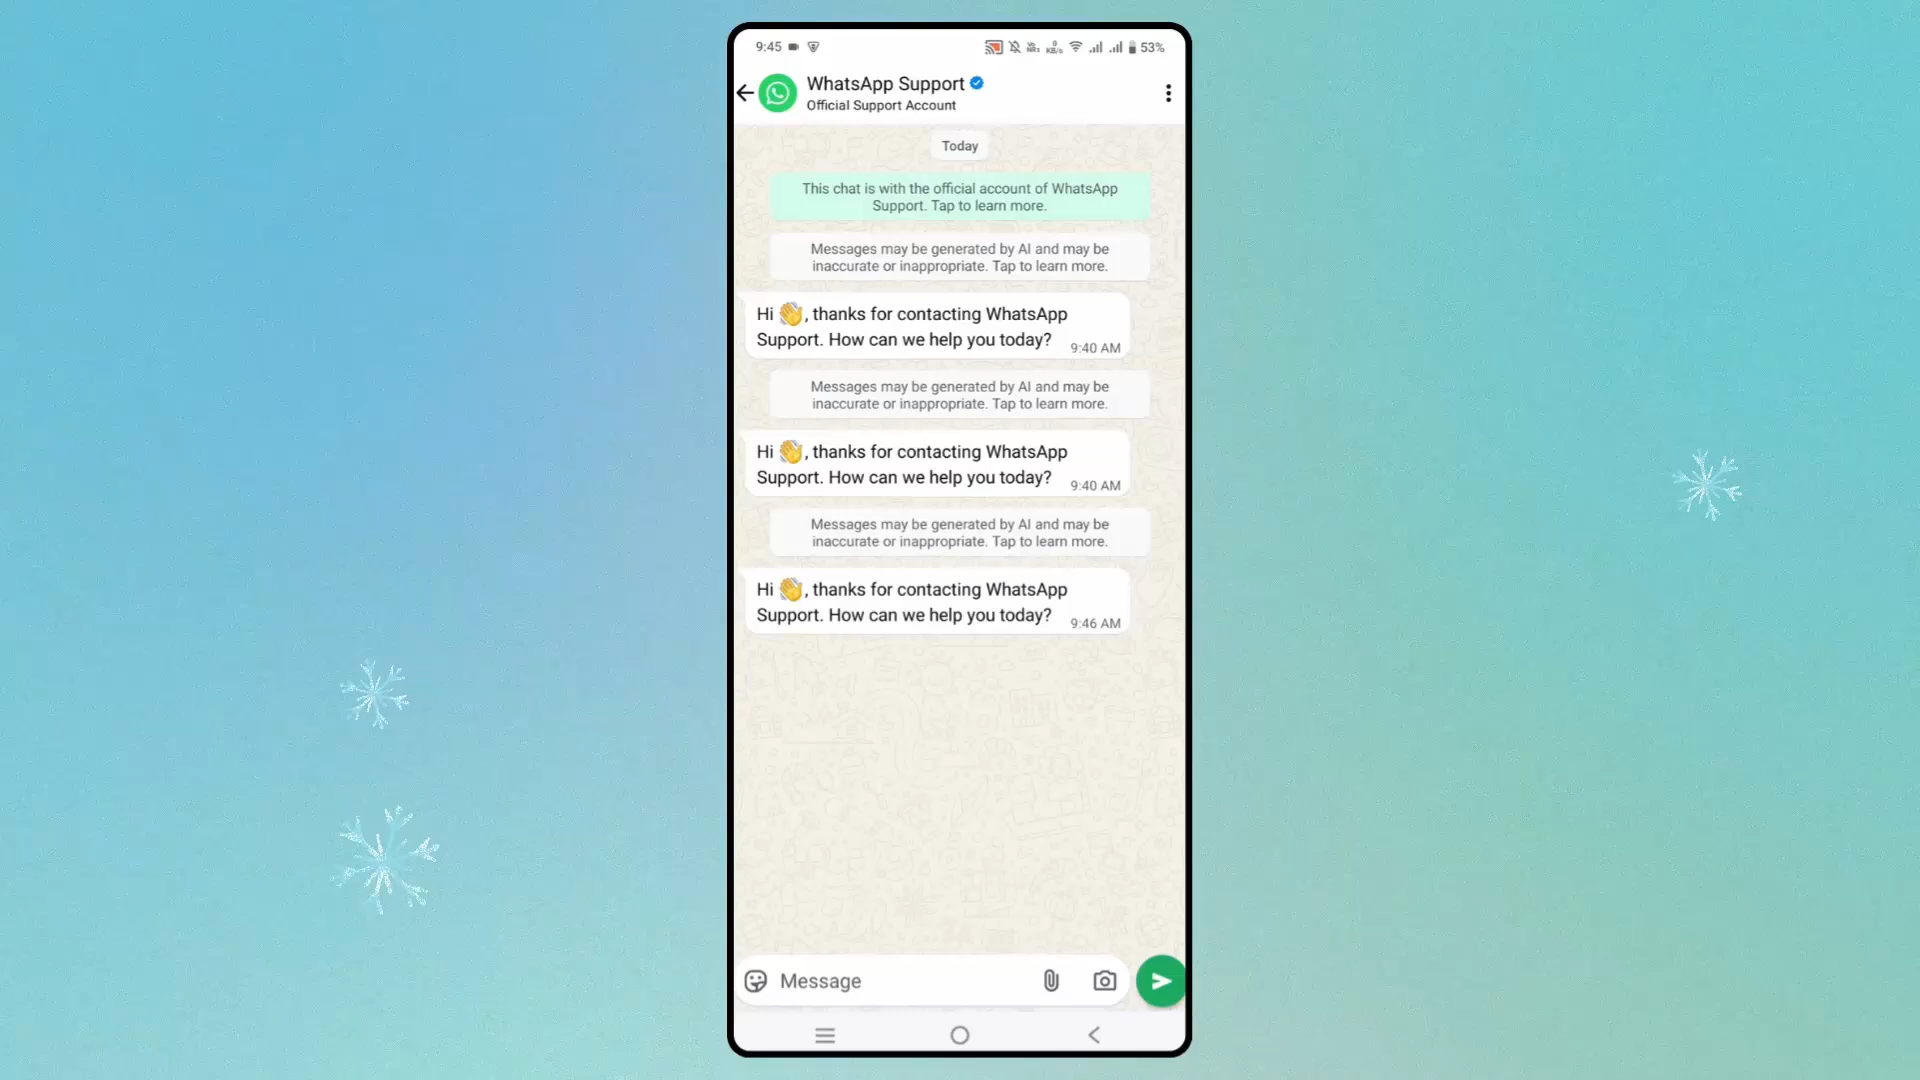 9:45
53%
WhatsApp Support
Official Support Account
Today
This chat is with the official account of WhatsApp
Support. Tap to learn more.
Messages may be generated by AI and may be
inaccurate or inappropriate. Tap to learn more.
Hi 👋, thanks for contacting WhatsApp
Support. How can we help you today?
9:40 AM
Messages may be generated by AI and may be
inaccurate or inappropriate. Tap to learn more.
Hi 👋, thanks for contacting WhatsApp
Support. How can we help you today?
9:40 AM
Messages may be generated by AI and may be
inaccurate or inappropriate. Tap to learn more.
Hi 👋, thanks for contacting WhatsApp
Support. How can we help you today?
9:46 AM
Message